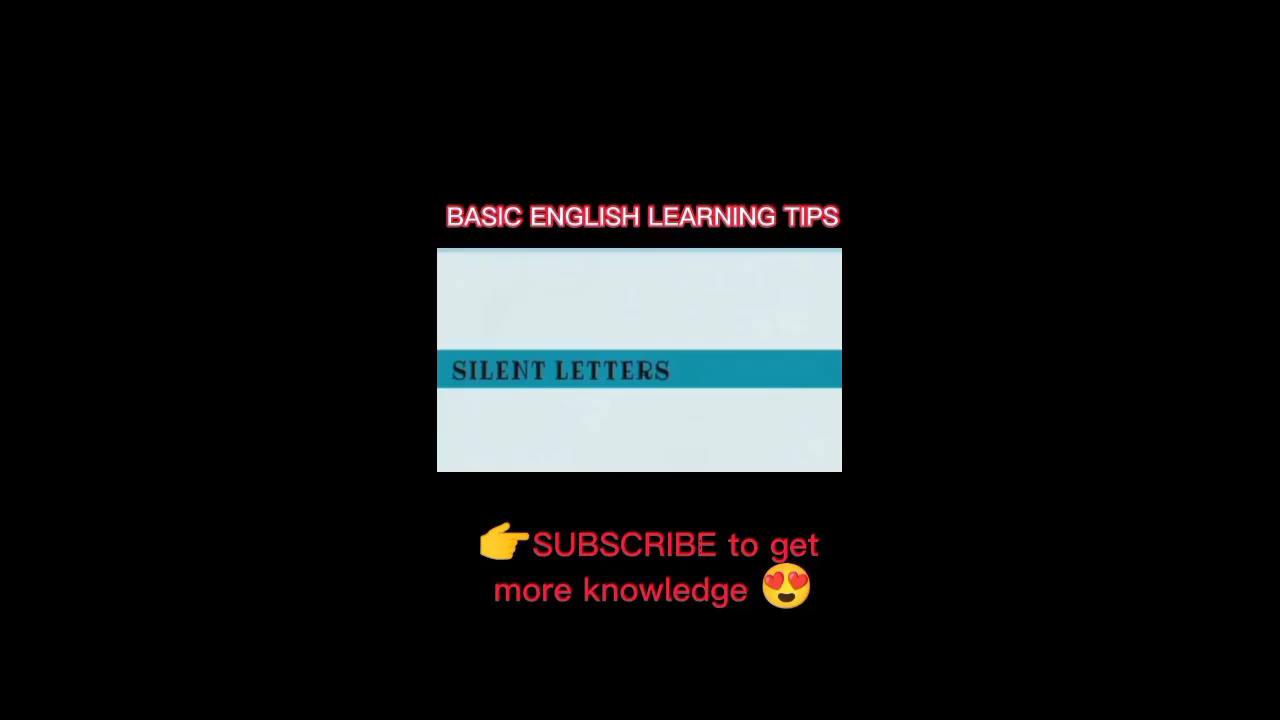 BASIC ENGLISH LEARNING TIPS
SILENT LETTERS
👉SUBSCRIBE to get
more knowledge 😍